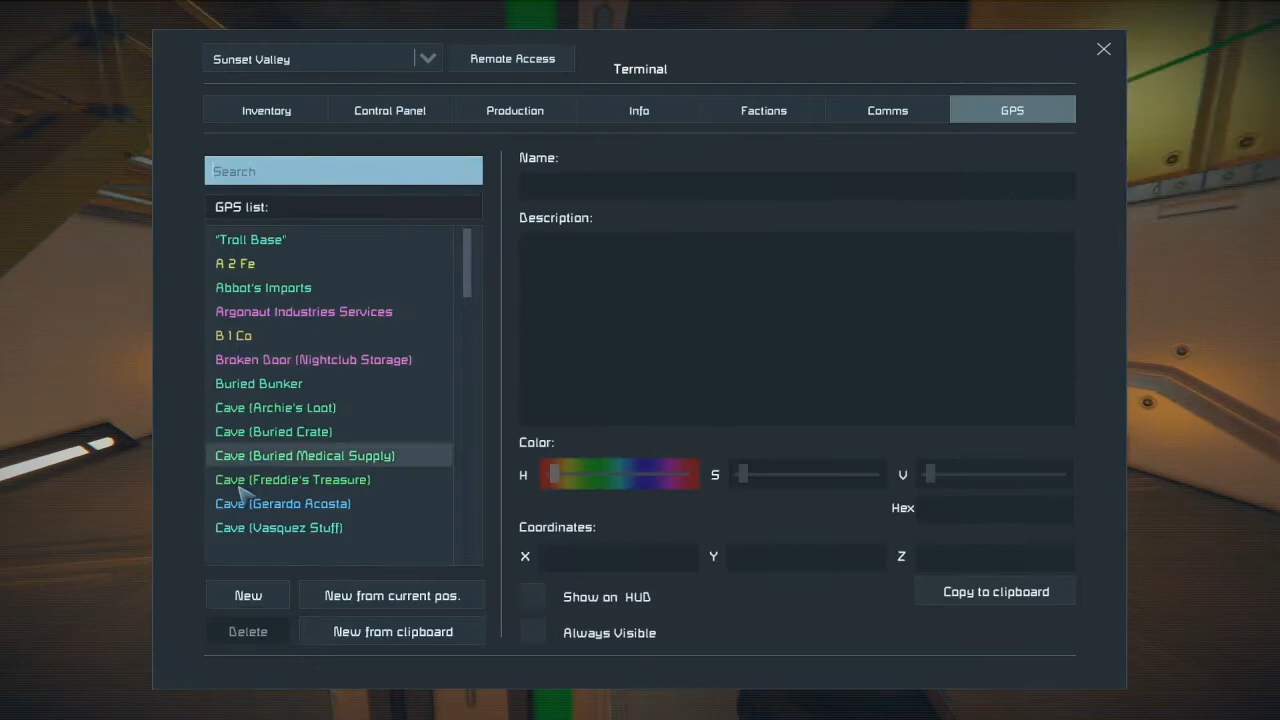 Sunset Valley
Remote Access
Terminal
Inventory
Control Panel
Production
Info
Factions
Comms
GPS
Search
GPS list:
"Troll Base"
A 2 Fe
Abbot's Imports
Argonaut Industries Services
B 1 Co
Broken Door (Nightclub Storage)
Buried Bunker
Cave (Archie's Loot)
Cave (Buried Crate)
Cave (Buried Medical Supply)
Cave (Freddie's Treasure)
Cave (Gerardo Acosta)
Cave (Vasquez Stuff)
New
New from current pos.
Delete
New from clipboard
Name:
Description:
Color:
H
S
V
Hex
Coordinates:
X
Y
Z
Show on HUD
Copy to clipboard
Always Visible